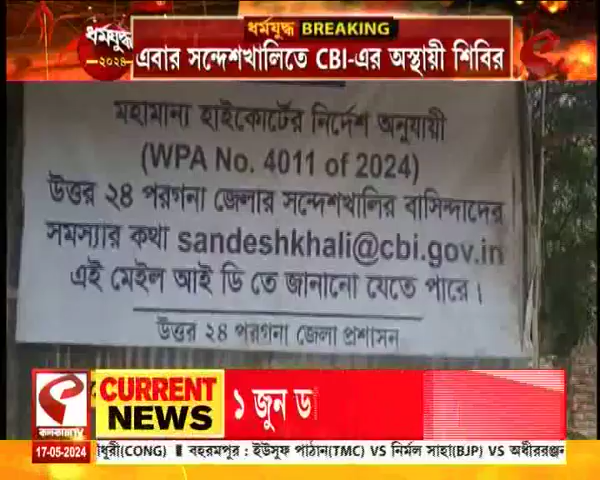 ধর্মযুদ্ধ BREAKING
ধর্মযুদ্ধ
২০২৪
এবার সন্দেশখালিতে CBI-এর অস্থায়ী শিবির
মহামান্য হাইকোর্টের নির্দেশ অনুযায়ী
(WPA No. 4011 of 2024)
উত্তর ২৪ পরগনা জেলার সন্দেশখালির বাসিন্দাদের
সমস্যার কথা sandeshkhali@cbi.gov.in
এই মেইল আই ডি তে জানানো যেতে পারে।
উত্তর ২৪ পরগনা জেলা প্রশাসন
কলকাতা TV
CURRENT NEWS
১ জুন ড
17-05-2024
ধুরী(CONG) বহরমপুর : ইউসুফ পাঠান(TMC) VS নির্মল সাহা(BJP) VS অধীররঞ্জন